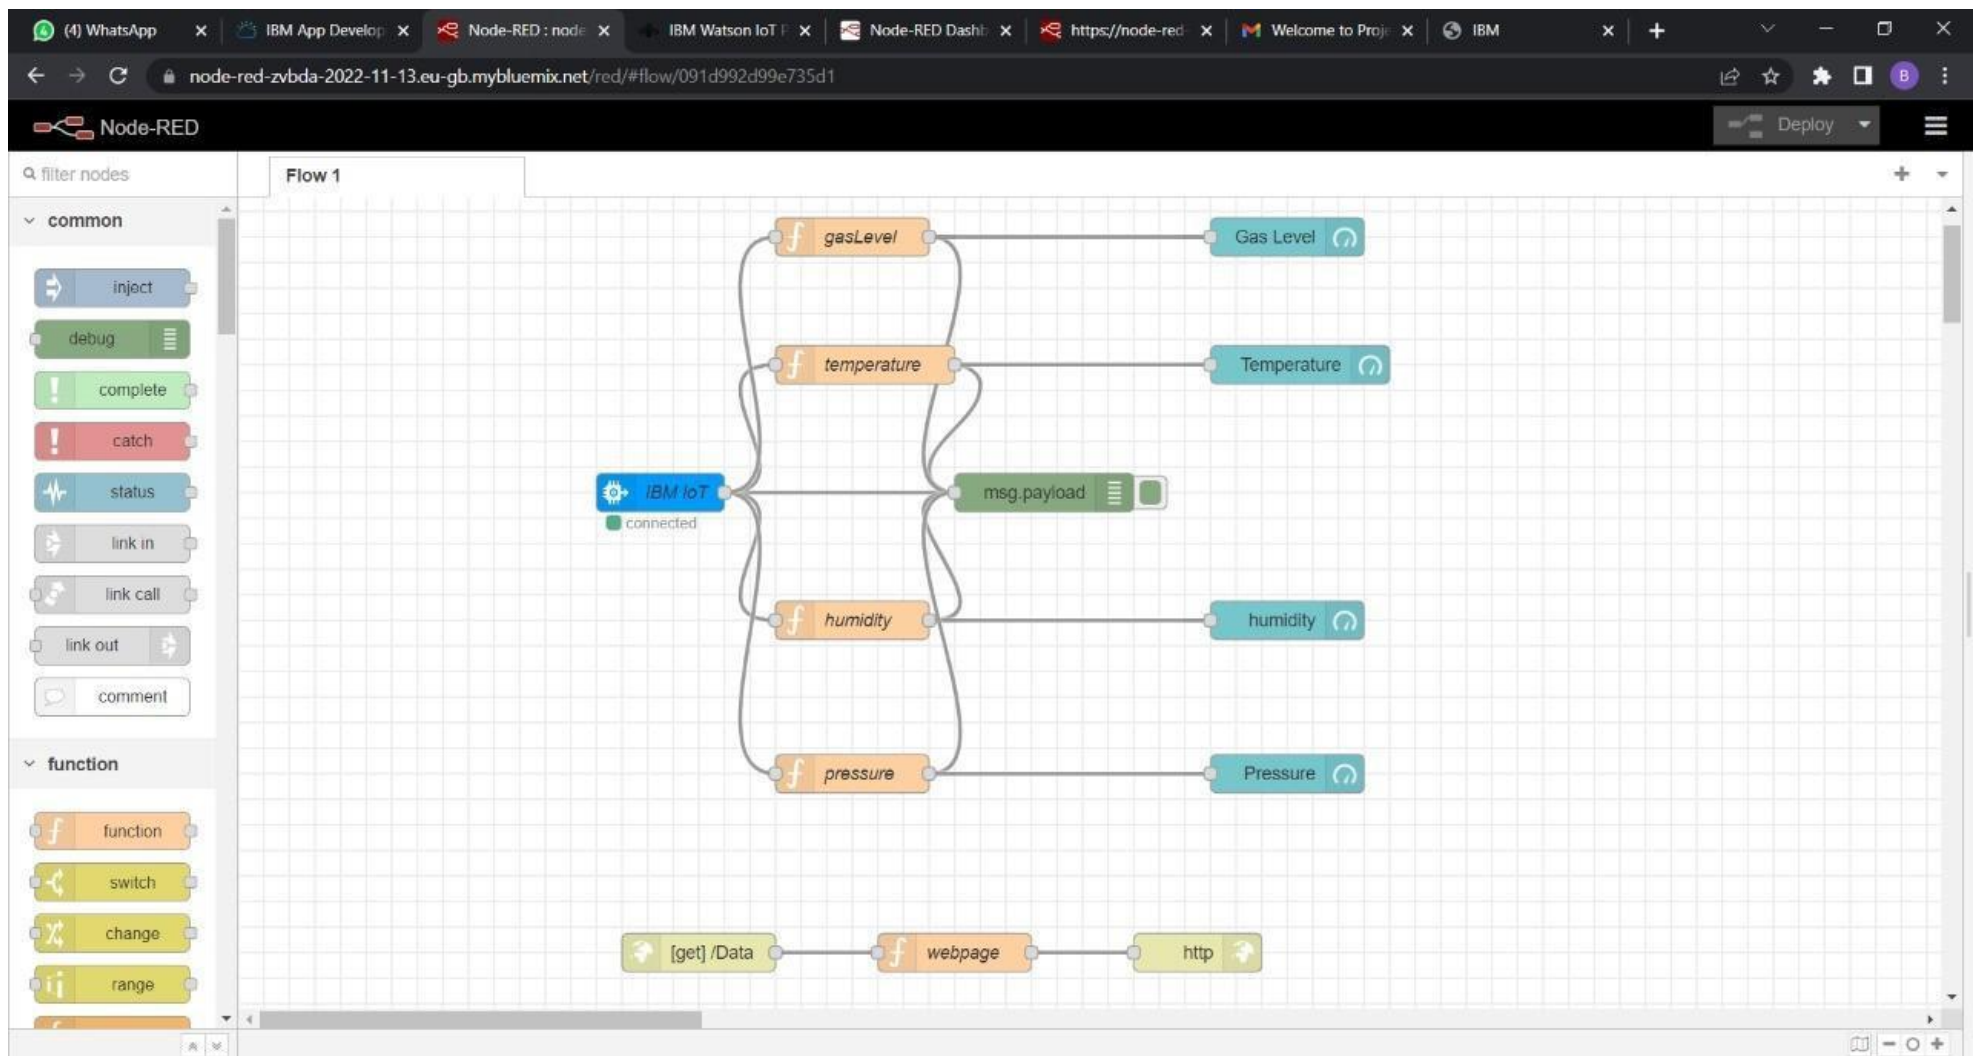 (4) WhatsApp
IBM App Develop
Node-RED : node
IBM Watson IoT P
Node-RED Dashb
https://node-red-
Welcome to Proje
IBM
node-red-zvbda-2022-11-13.eu-gb.mybluemix.net/red/#flow/091d992d99e735d1
B
Node-RED
Deploy
filter nodes
Flow 1
common
inject
debug
complete
catch
status
link in
link call
link out
comment
function
function
switch
change
range
gasLevel
Gas Level
temperature
Temperature
IBM IoT
connected
msg.payload
humidity
humidity
pressure
Pressure
[get] /Data
webpage
http